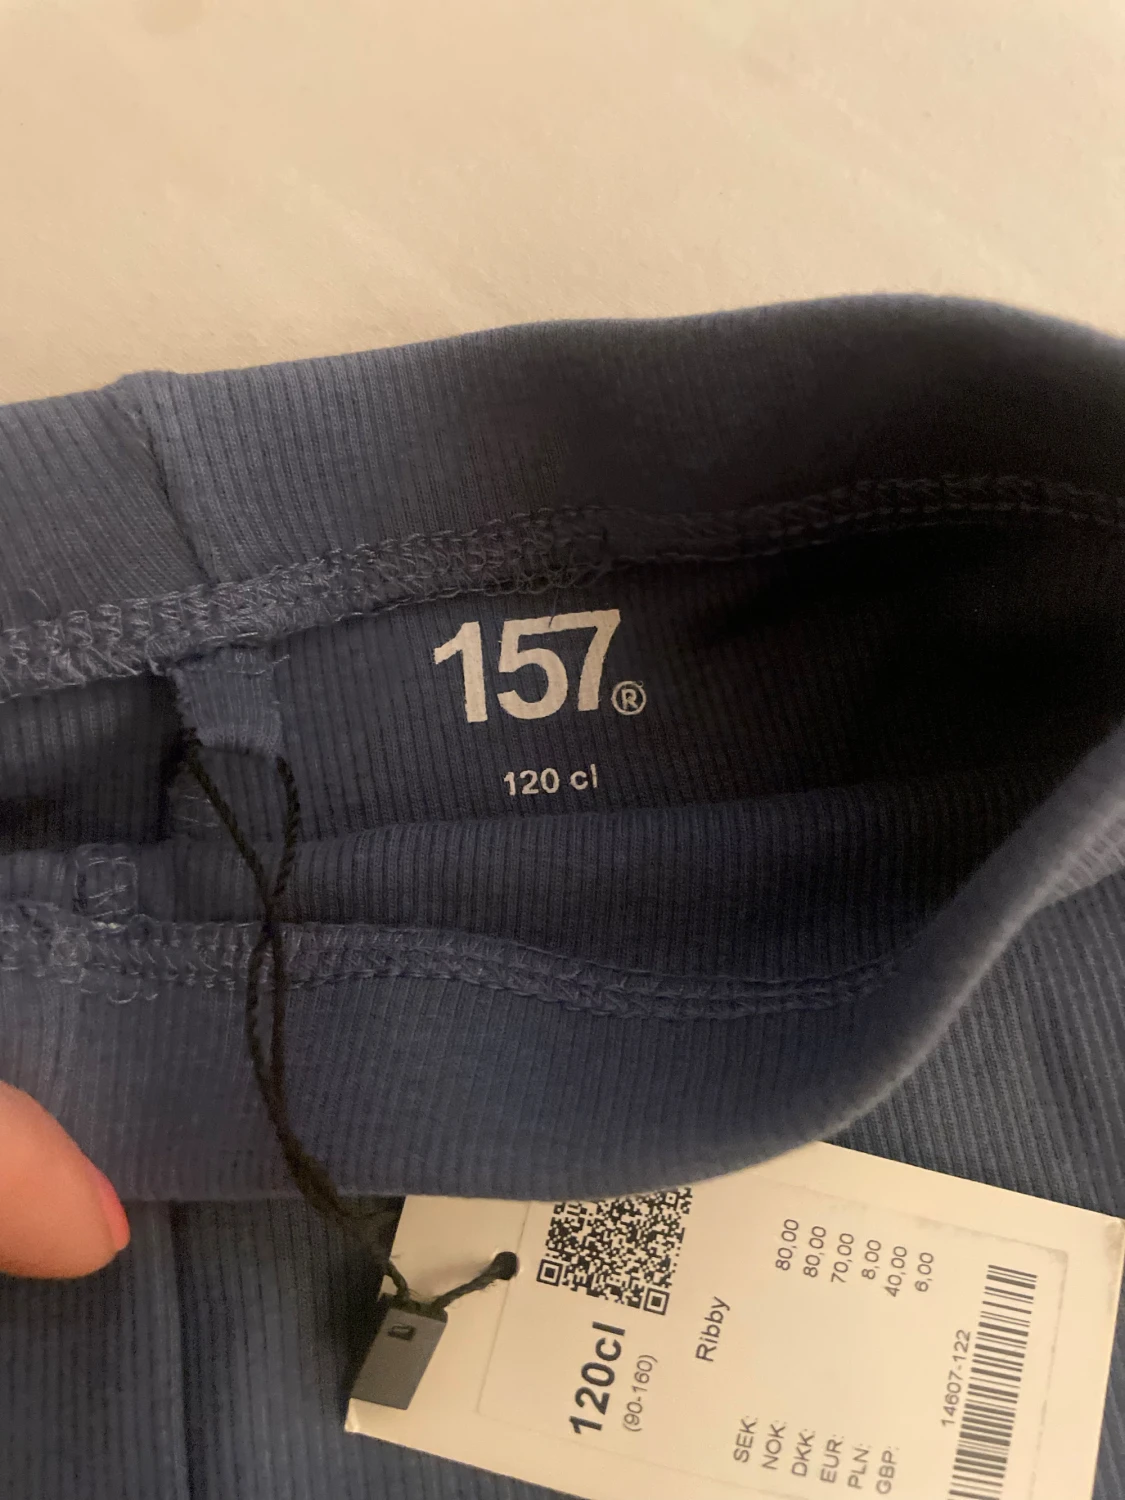 157®
120 cl
120cl
(90-160)
Ribby
SEK: 80,00
NOK: 80,00
DKK: 70,00
EUR: 8,00
PLN: 40,00
GBP: 6,00
14607-122